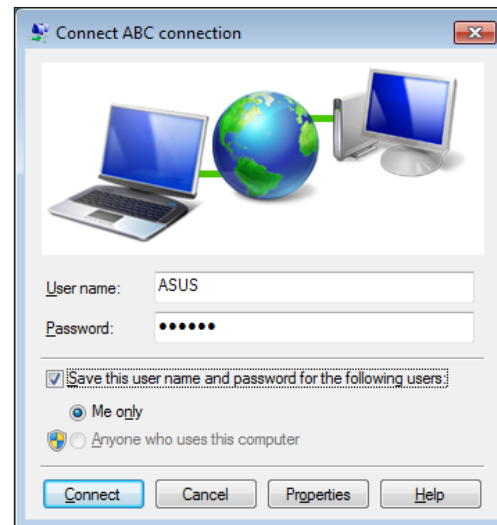 Connect ABC connection
User name: ASUS
Password: ••••••
Save this user name and password for the following users:
Me only
Anyone who uses this computer
Connect Cancel Properties Help